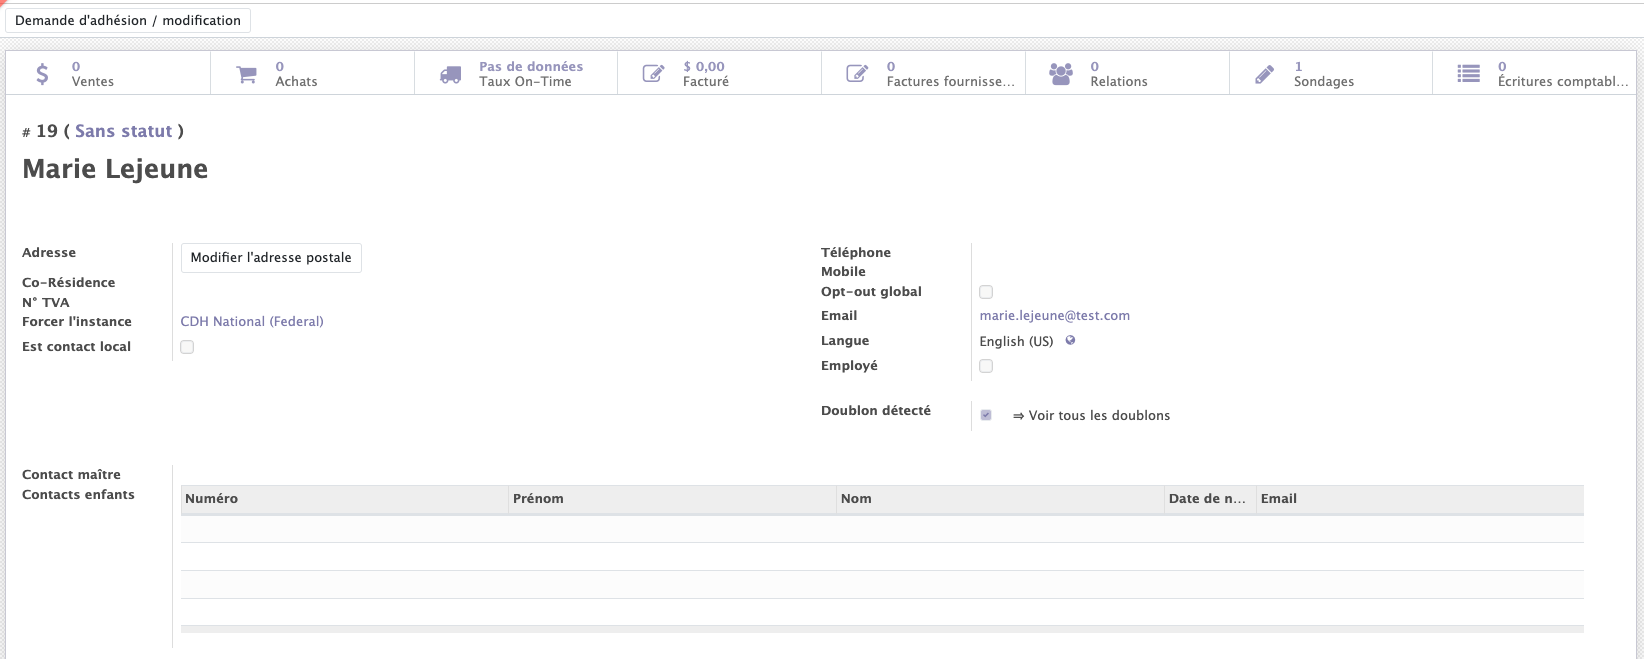 Demande d'adhésion / modification
0
Ventes
0
Achats
Pas de données
Taux On-Time
$ 0,00
Facturé
0
Factures fournisse...
0
Relations
1
Sondages
0
Écritures comptabl...
# 19 ( Sans statut )
Marie Lejeune
Adresse
Modifier l'adresse postale
Co-Résidence
N° TVA
Forcer l'instance
CDH National (Federal)
Est contact local
Téléphone
Mobile
Opt-out global
Email
marie.lejeune@test.com
Langue
English (US)
Employé
Doublon détecté
⇒ Voir tous les doublons
Contact maître
Contacts enfants
Numéro Prénom Nom Date de n... Email